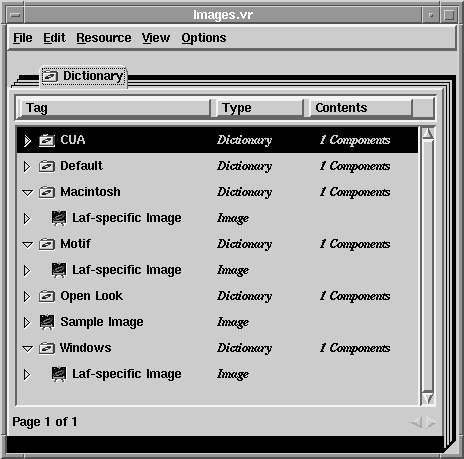 Images.vr
File Edit Resource View Options
Dictionary
Tag Type Contents
CUA Dictionary 1 Components
Default Dictionary 1 Components
Macintosh Dictionary 1 Components
Laf-specific Image Image
Motif Dictionary 1 Components
Laf-specific Image Image
Open Look Dictionary 1 Components
Sample Image Image
Windows Dictionary 1 Components
Laf-specific Image Image
Page 1 of 1